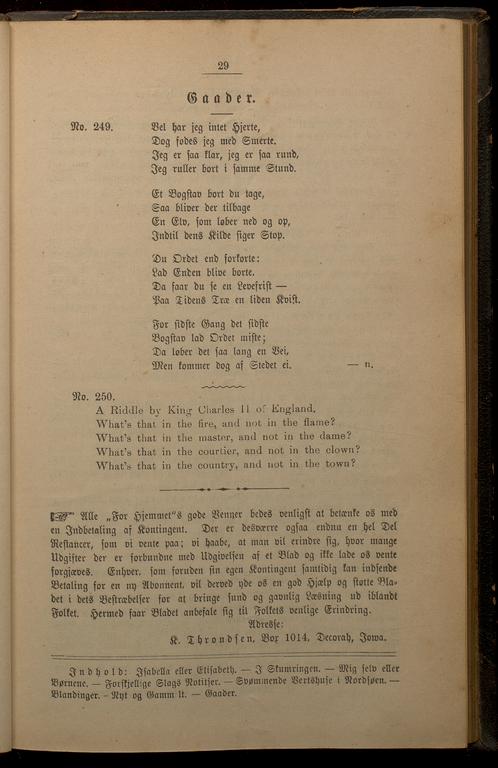 29
Gaader.
No. 249. Vel har jeg intet Hjerte,
Dog fødes jeg med Smerte.
Jeg er saa klar, jeg er saa rund,
Jeg ruller bort i samme Stund.
Et Bogstav bort du tage,
Saa bliver der tilbage
En Elv, som løber ned og op,
Indtil dens Kilde siger Stop.
Du Ordet end forkorte:
Lad Enden blive borte.
Da faar du se en Levefrist —
Paa Tidens Træ en liden Kvist.
For sidste Gang det sidste
Bogstav lad Ordet miste;
Da løber det saa lang en Vei,
Men kommer dog af Stedet ei. — n.
No. 250.
A Riddle by King Charles II of England.
What's that in the fire, and not in the flame?
What's that in the master, and not in the dame?
What's that in the courtier, and not in the clown?
What's that in the country, and not in the town?
☞ Alle „For Hjemmet"s gode Venner bedes venligst at betænke os med
en Indbetaling af Kontingent. Der er desværre ogsaa endnu en hel Del
Restancer, som vi vente paa; vi haabe, at man vil erindre sig, hvor mange
Udgifter der er forbundne med Udgivelsen af et Blad og ikke lade os vente
forgjæves. Enhver, som foruden sin egen Kontingent samtidig kan indsende
Betaling for en ny Abonnent, vil derved yde os en god Hjælp og støtte Bla-
det i dets Bestræbelser for at bringe sund og gavnlig Læsning ud iblandt
Folket. Hermed faar Bladet anbefale sig til Folkets venlige Erindring.
Adresse:
K. Throndsen, Box 1014, Decorah, Iowa.
Indhold: Isabella eller Elisabeth. — I Skumringen. — Mig selv eller
Børnene. — Forskjellige Slags Notitser. — Svømmende Vertshuse i Nordsjøen. —
Blandinger. - Nyt og Gamm lt. — Gaader.